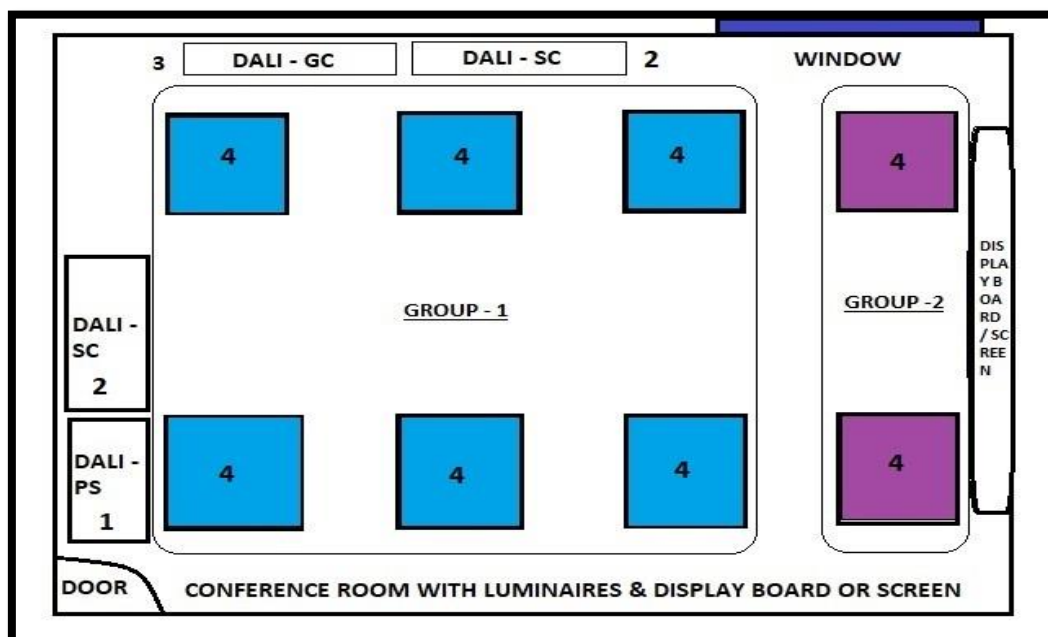 3 DALI - GC DALI - SC 2 WINDOW
4 4 4 4
DALI -
SC
2
GROUP - 1
GROUP -2
DIS
PLA
Y B
OA
RD
/ SC
REE
N
4 4 4 4
DALI -
PS
1
DOOR
CONFERENCE ROOM WITH LUMINAIRES & DISPLAY BOARD OR SCREEN